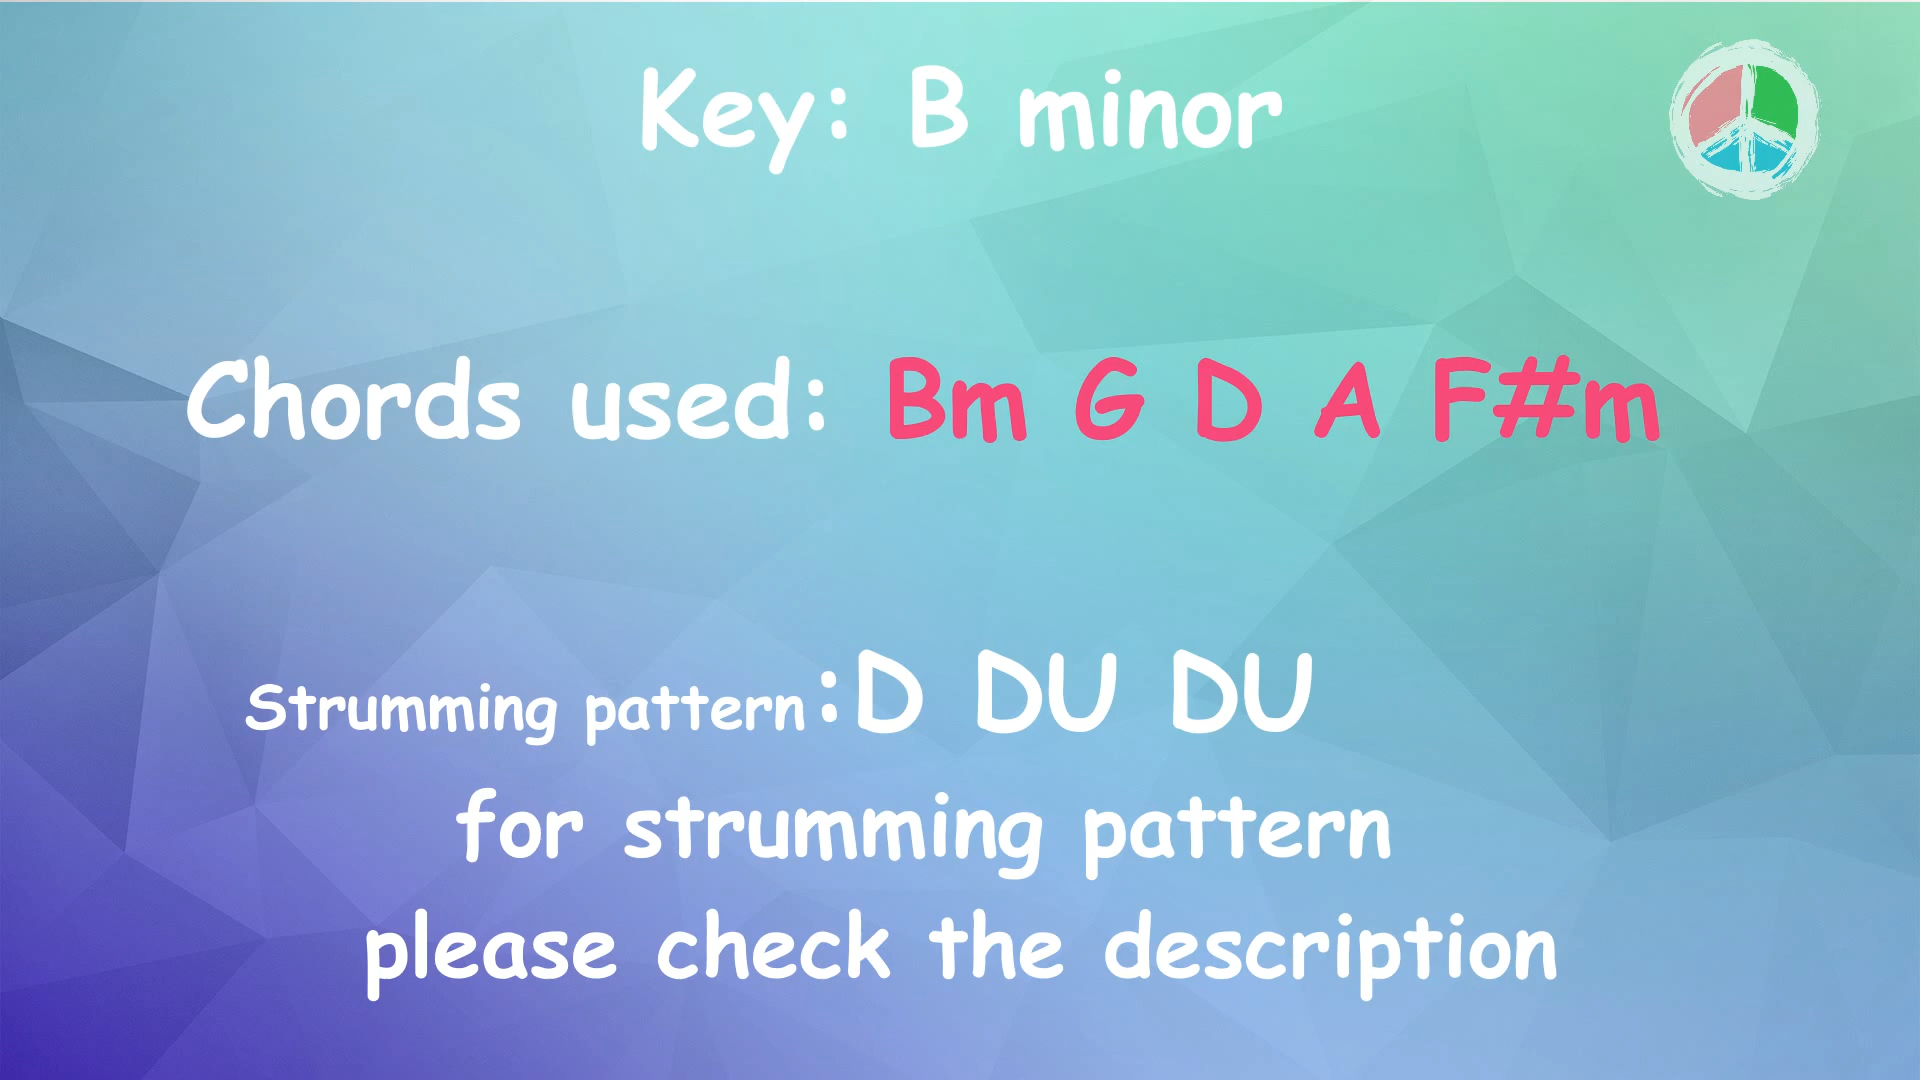 Key: B minor
Chords used: Bm G D A F#m
Strumming pattern:D DU DU
for strumming pattern
please check the description